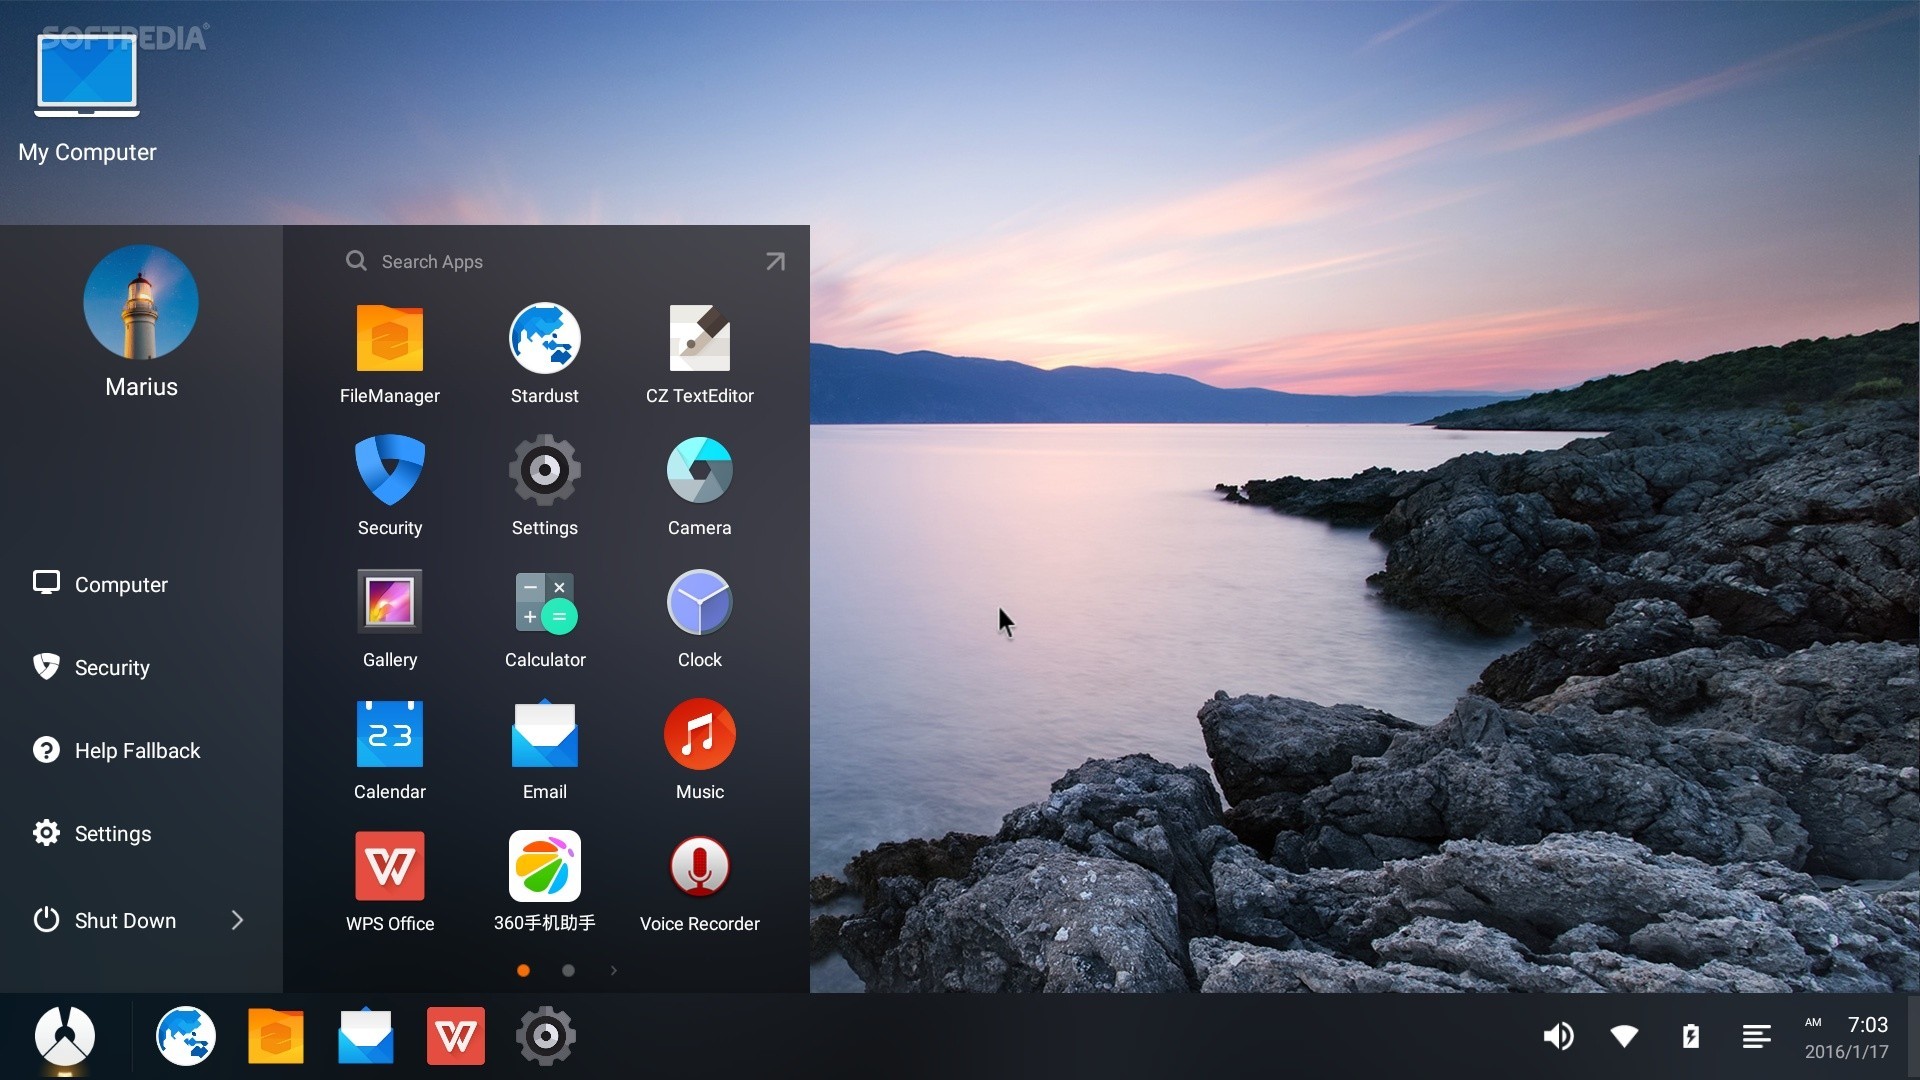 SOFTPEDIA®
My Computer
Marius
Computer
Security
Help Fallback
Settings
Shut Down
Search Apps
FileManager
Stardust
CZ TextEditor
Security
Settings
Camera
Gallery
Calculator
Clock
23
Calendar
Email
Music
W
WPS Office
360手机助手
Voice Recorder
W
AM 7:03
2016/1/17